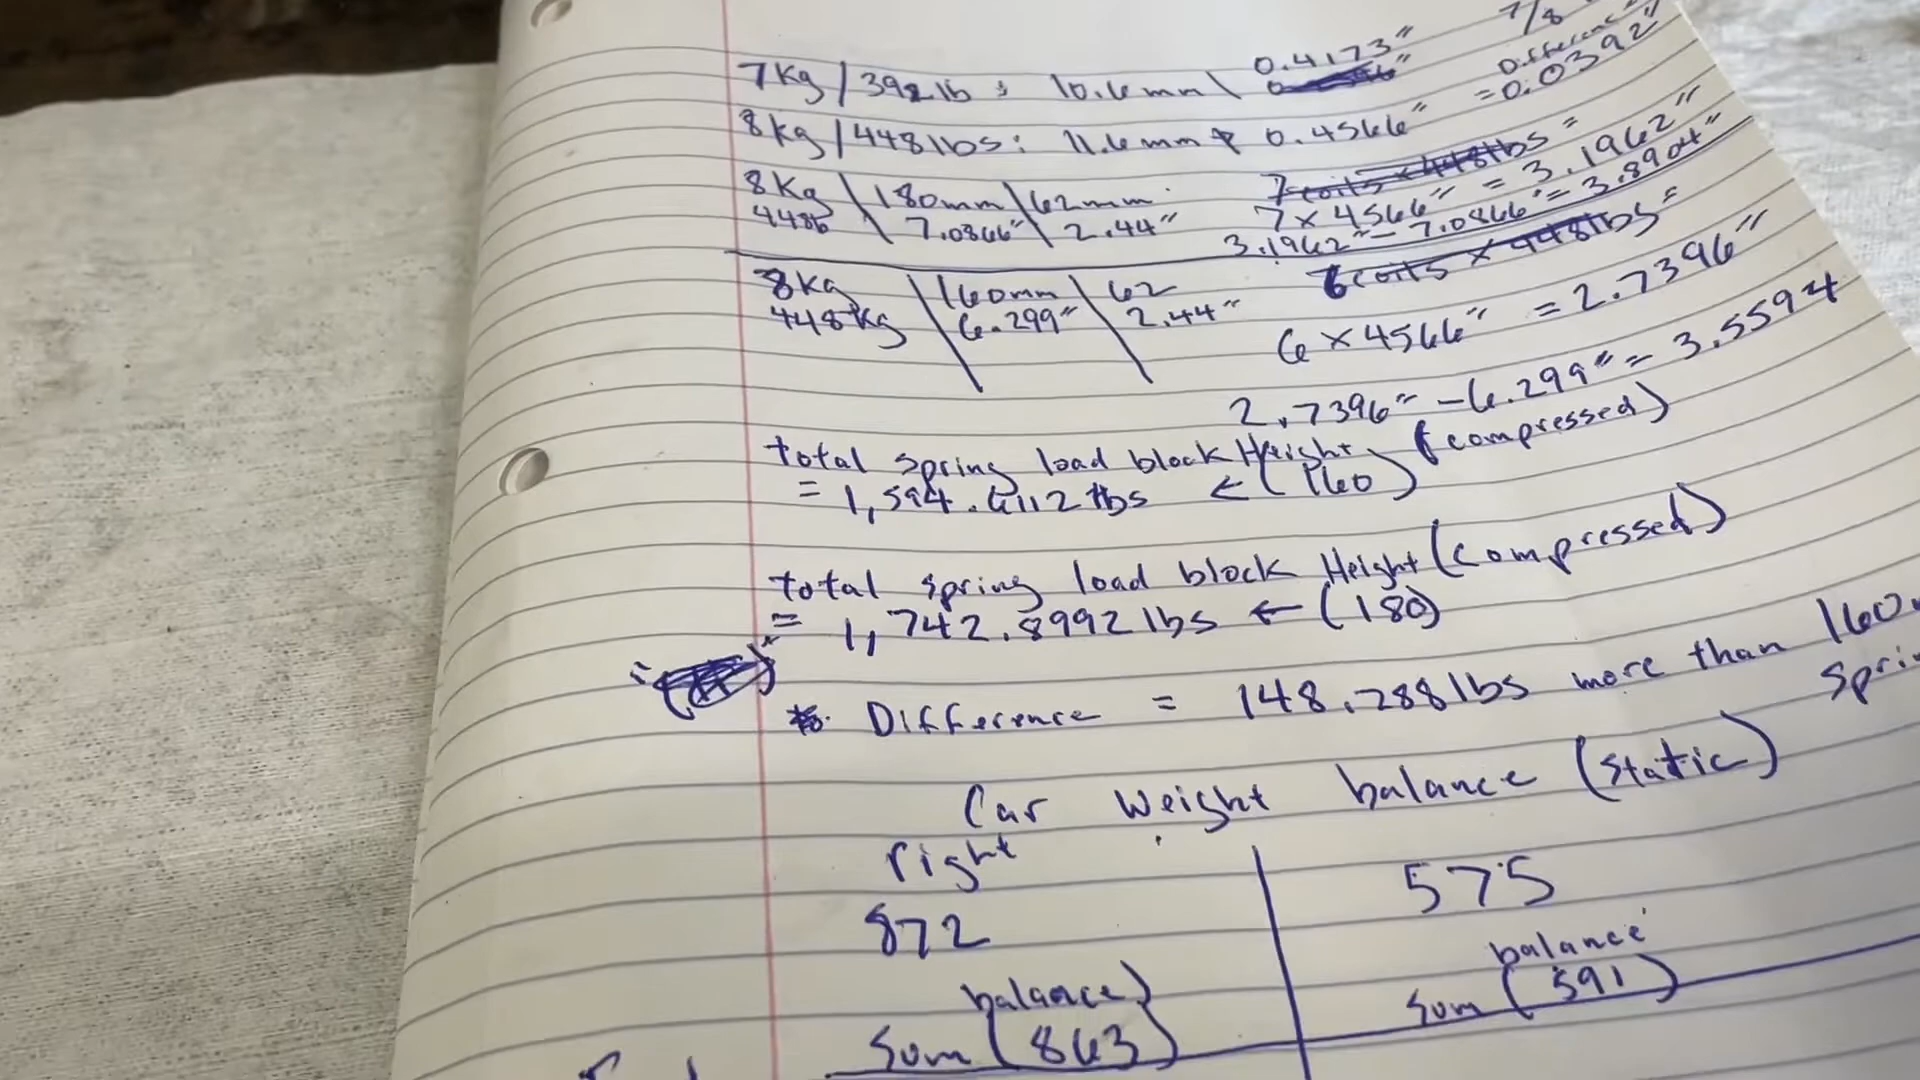 7/8
7Kg / 392lb : 10.6mm \ 0.4173" Difference
= 0.0392"
8kg / 448lbs: 11.6mm 0.4566"
8Kg \ 180mm \ 62mm
448lb \ 7.0866" \ 2.44"
7 coils x 448lbs =
7 x 4566" = 3.1962"
3.1962" - 7.0866" = 3.8904"
8kg | 160mm | 62
448kg 6.299" 2.44"
6 coils x 448lbs =
6 x 4566" = 2.7396"
2.7396" - 6.299" = 3.5594
total spring load block Height (compressed)
= 1,594.6112 lbs ← (160)
total spring load block Height (compressed)
= 1,742.8992 lbs ← (180)
Difference = 148.288 lbs more than 160
Car weight balance (static)
right
872 | 575
balance balance
sum (863) sum (591)